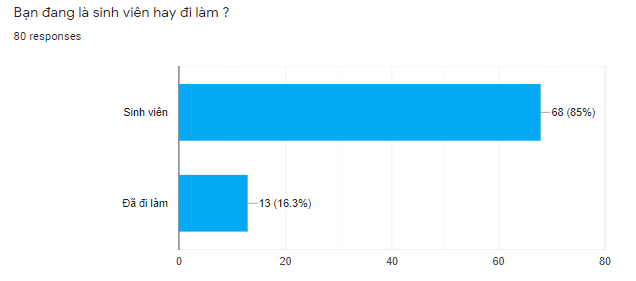 Bạn đang là sinh viên hay đi làm ?
80 responses
Sinh viên
68 (85%)
Đã đi làm
13 (16.3%)
0 20 40 60 80